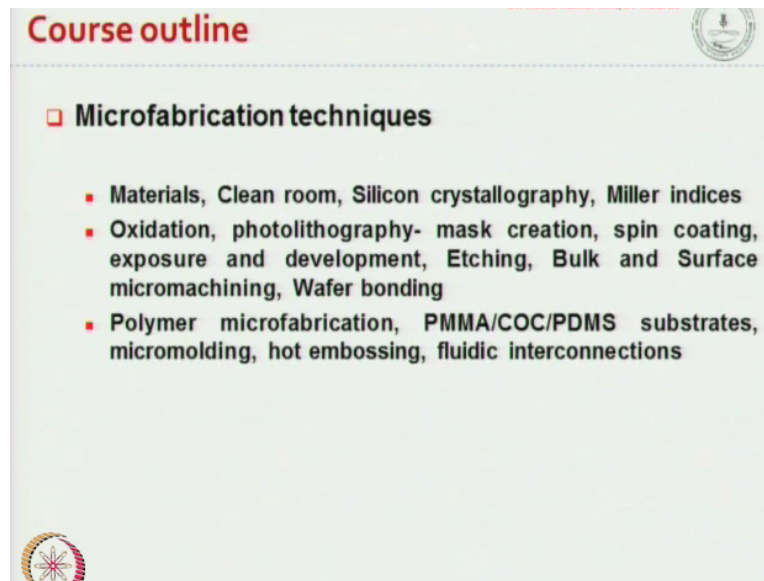 Course outline
Microfabrication techniques
Materials, Clean room, Silicon crystallography, Miller indices
Oxidation, photolithography- mask creation, spin coating,
exposure and development, Etching, Bulk and Surface
micromachining, Wafer bonding
Polymer microfabrication, PMMA/COC/PDMS substrates,
micromolding, hot embossing, fluidic interconnections